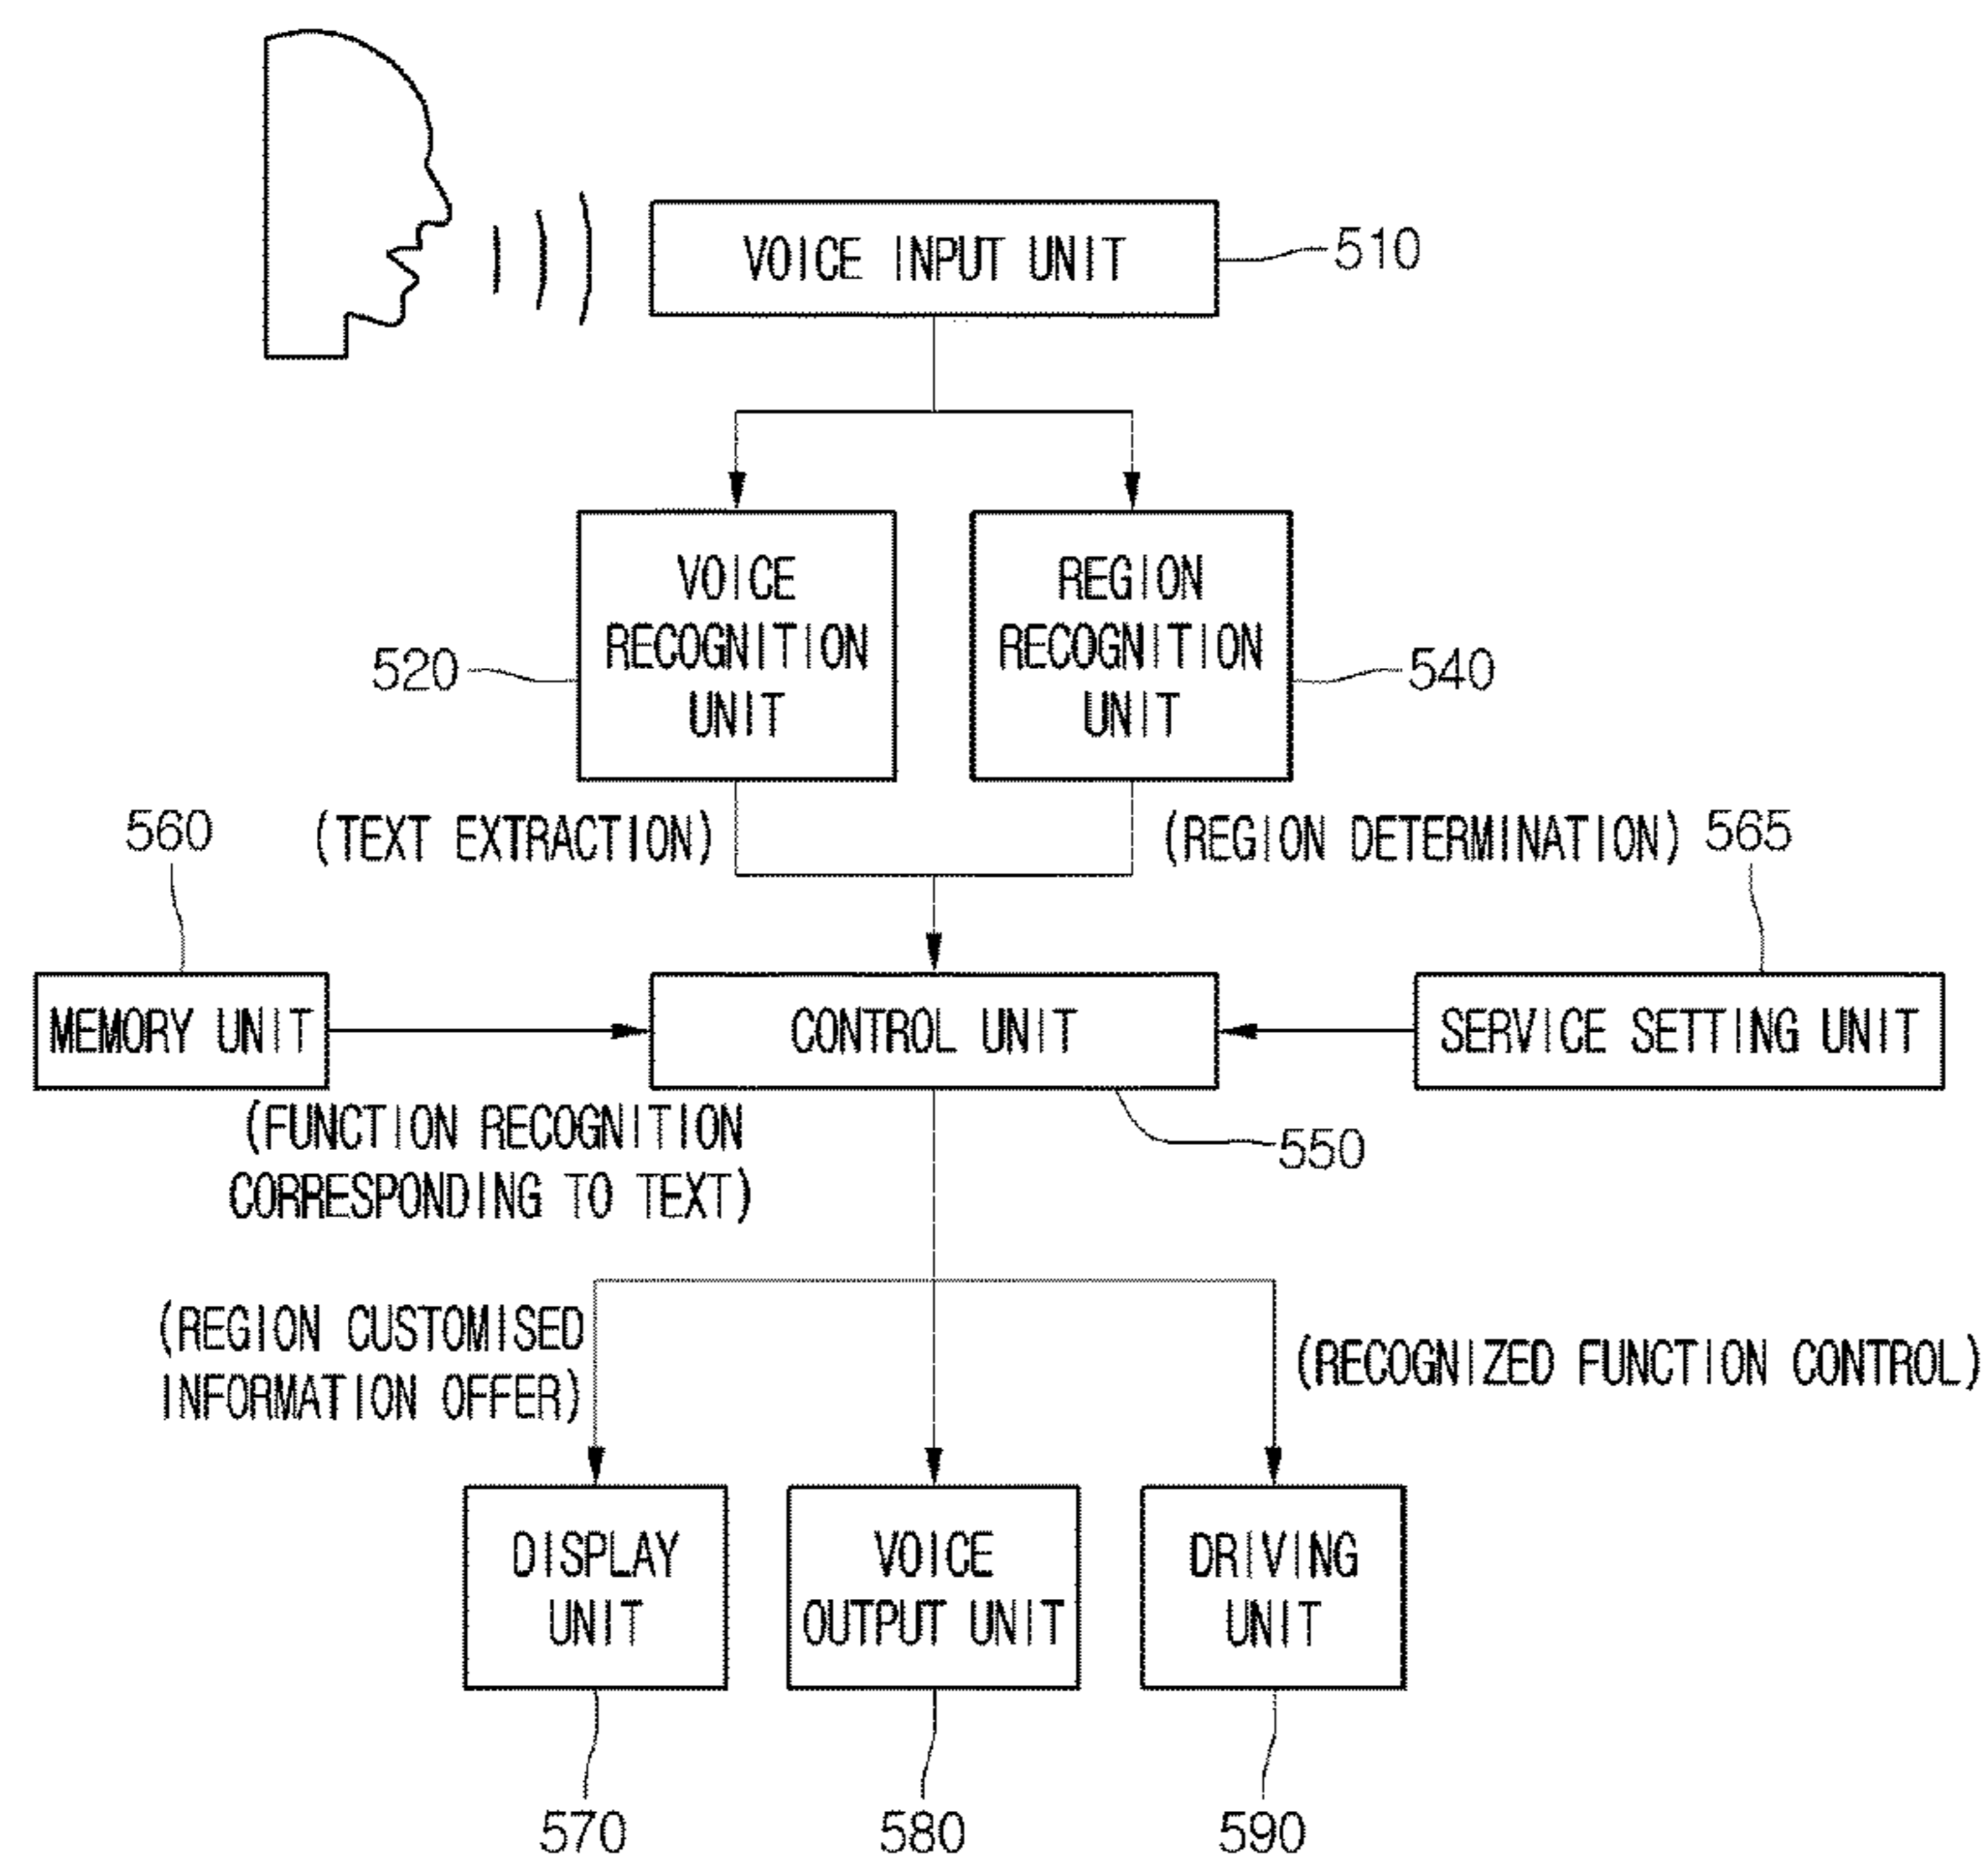 VOICE INPUT UNIT
510
VOICE
RECOGNITION
UNIT
520
REGION
RECOGNITION
UNIT
540
(TEXT EXTRACTION)
(REGION DETERMINATION)
560
565
MEMORY UNIT
CONTROL UNIT
SERVICE SETTING UNIT
(FUNCTION RECOGNITION
CORRESPONDING TO TEXT)
550
(REGION CUSTOMISED
INFORMATION OFFER)
(RECOGNIZED FUNCTION CONTROL)
DISPLAY
UNIT
VOICE
OUTPUT UNIT
DRIVING
UNIT
570
580
590